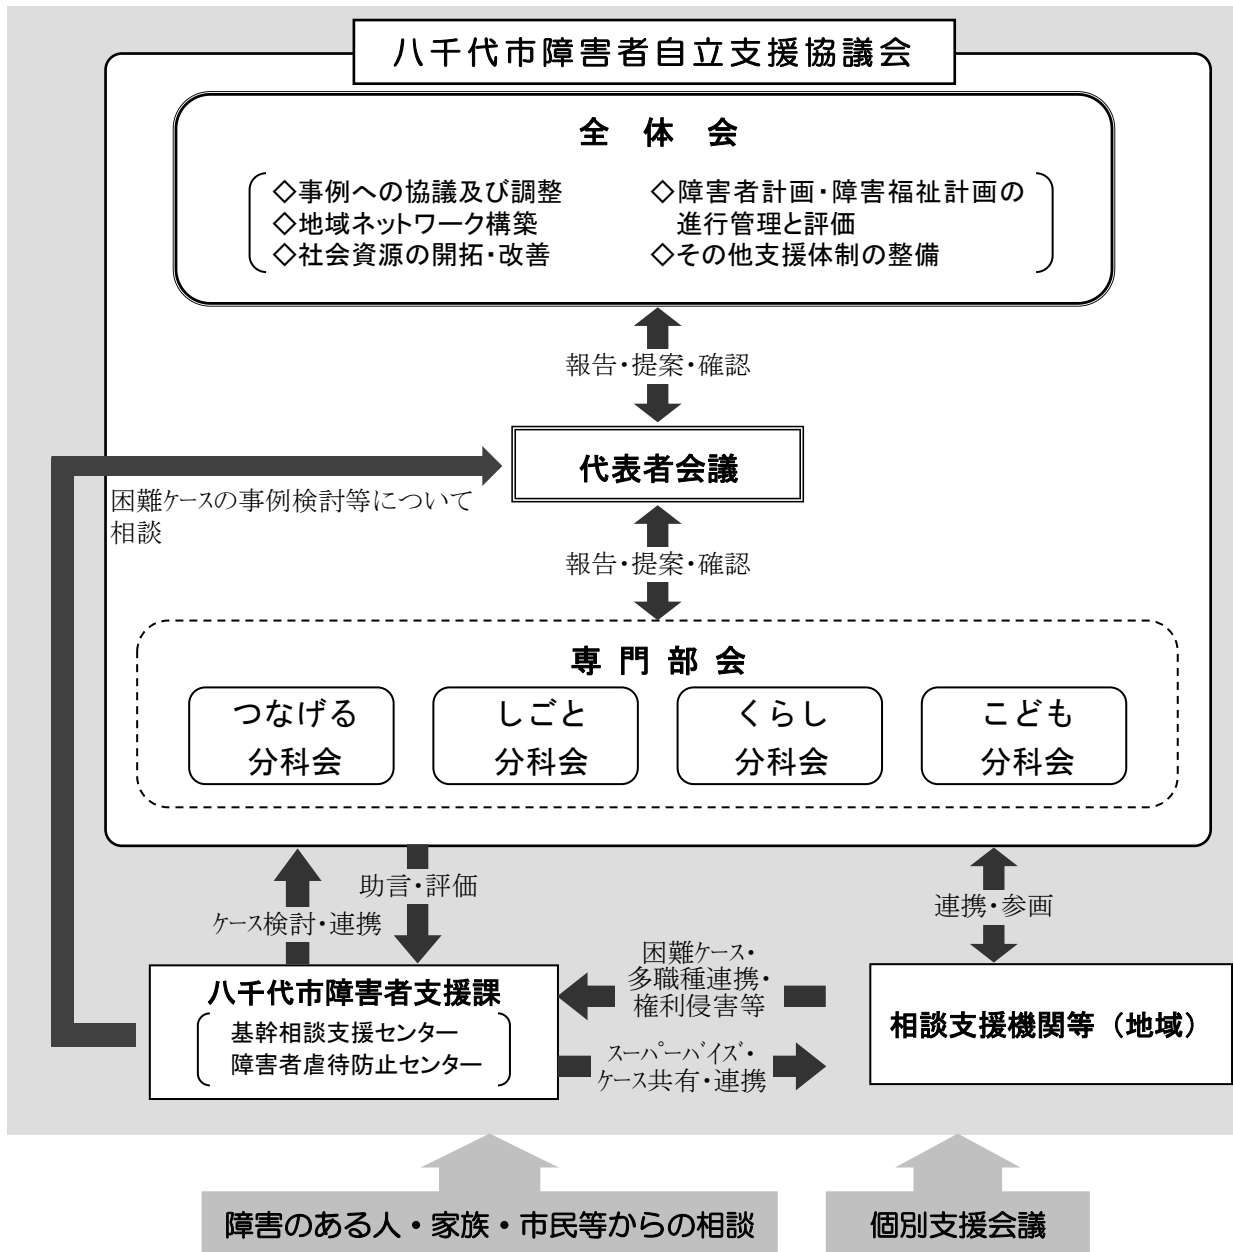 八千代市障害者自立支援協議会
全 体 会
◇事例への協議及び調整
◇地域ネットワーク構築
◇社会資源の開拓・改善
◇障害者計画・障害福祉計画の
進行管理と評価
◇その他支援体制の整備
報告・提案・確認
代表者会議
困難ケースの事例検討等について
相談
報告・提案・確認
専 門 部 会
つなげる
分科会
しごと
分科会
くらし
分科会
こども
分科会
助言・評価
ケース検討・連携
連携・参画
困難ケース・
多職種連携・
権利侵害等
八千代市障害者支援課
基幹相談支援センター
障害者虐待防止センター
スーパーバイズ・
ケース共有・連携
相談支援機関等（地域）
障害のある人・家族・市民等からの相談
個別支援会議